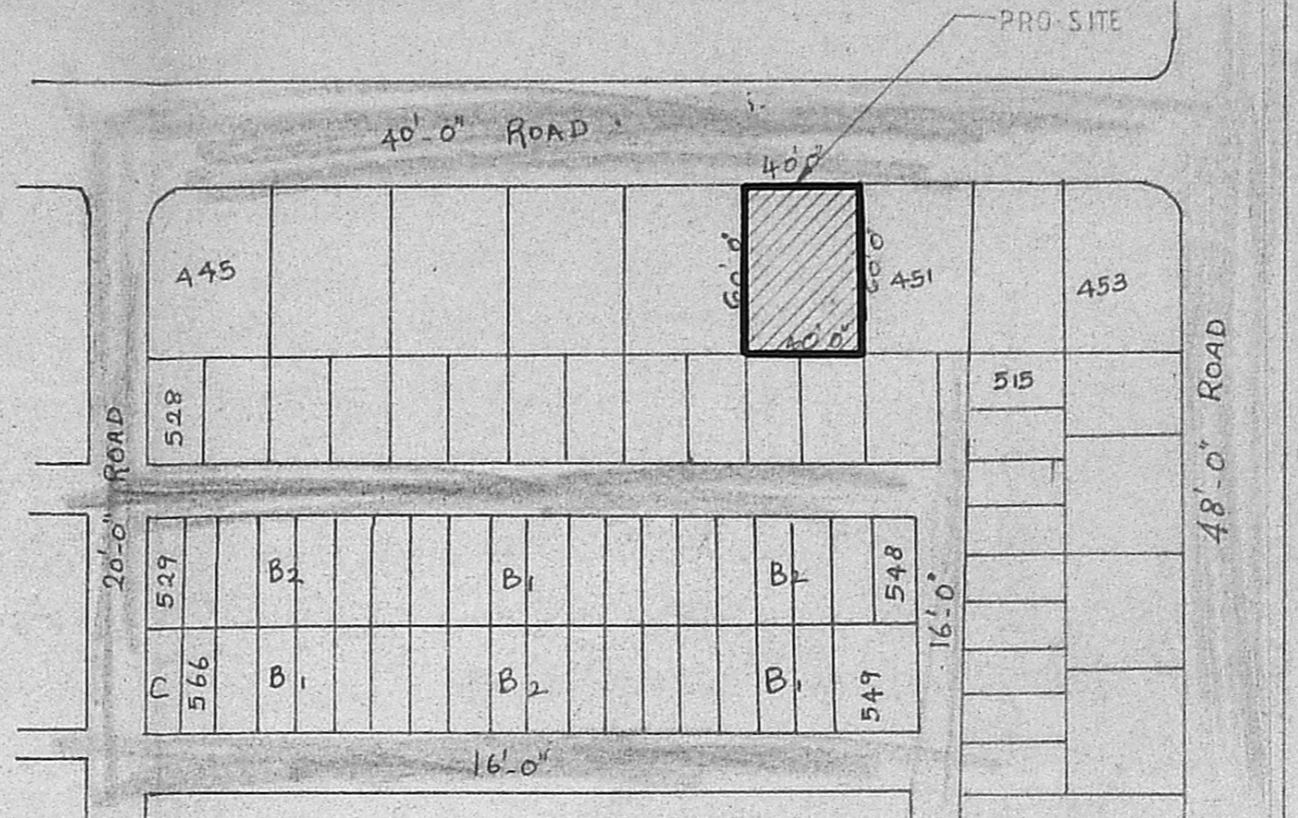 PRO-SITE
40'-0" ROAD
40'0"
445
60'0"
60'0"
451
453
40'0"
515
528
20'-0" ROAD
48'-0" ROAD
529
B2
B1
B2
548
16'-0"
C
566
B1
B2
B1
549
16'-0"